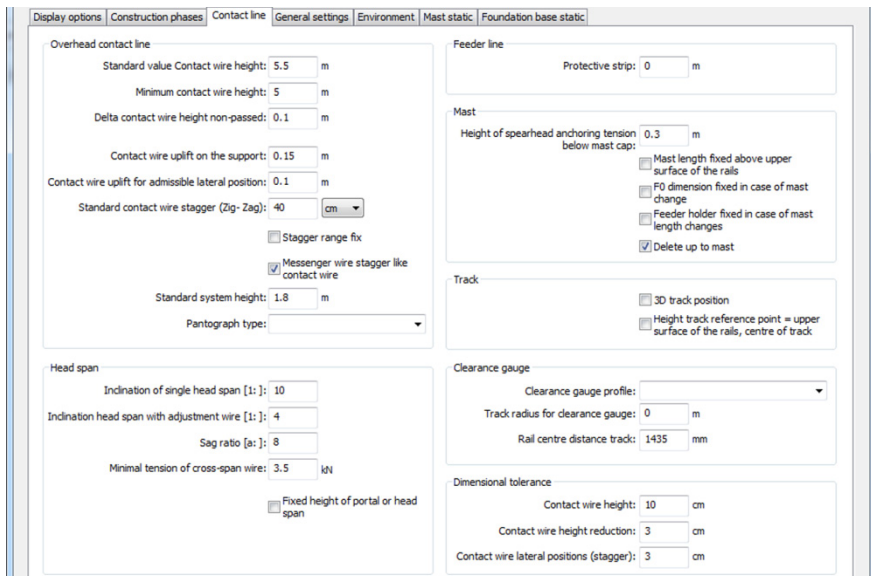 Display options Construction phases Contact line General settings Environment Mast static Foundation base static
Overhead contact line
Standard value Contact wire height: 5.5 m
Minimum contact wire height: 5 m
Delta contact wire height non-passed: 0.1 m
Contact wire uplift on the support: 0.15 m
Contact wire uplift for admissible lateral position: 0.1 m
Standard contact wire stagger (Zig- Zag): 40 cm
Stagger range fix
Messenger wire stagger like
contact wire
Standard system height: 1.8 m
Pantograph type:
Head span
Inclination of single head span [1: ]: 10
Inclination head span with adjustment wire [1: ]: 4
Sag ratio [a: ]: 8
Minimal tension of cross-span wire: 3.5 kN
Fixed height of portal or head
span
Feeder line
Protective strip: 0 m
Mast
Height of spearhead anchoring tension
below mast cap: 0.3 m
Mast length fixed above upper
surface of the rails
F0 dimension fixed in case of mast
change
Feeder holder fixed in case of mast
length changes
Delete up to mast
Track
3D track position
Height track reference point = upper
surface of the rails, centre of track
Clearance gauge
Clearance gauge profile:
Track radius for clearance gauge: 0 m
Rail centre distance track: 1435 mm
Dimensional tolerance
Contact wire height: 10 cm
Contact wire height reduction: 3 cm
Contact wire lateral positions (stagger): 3 cm